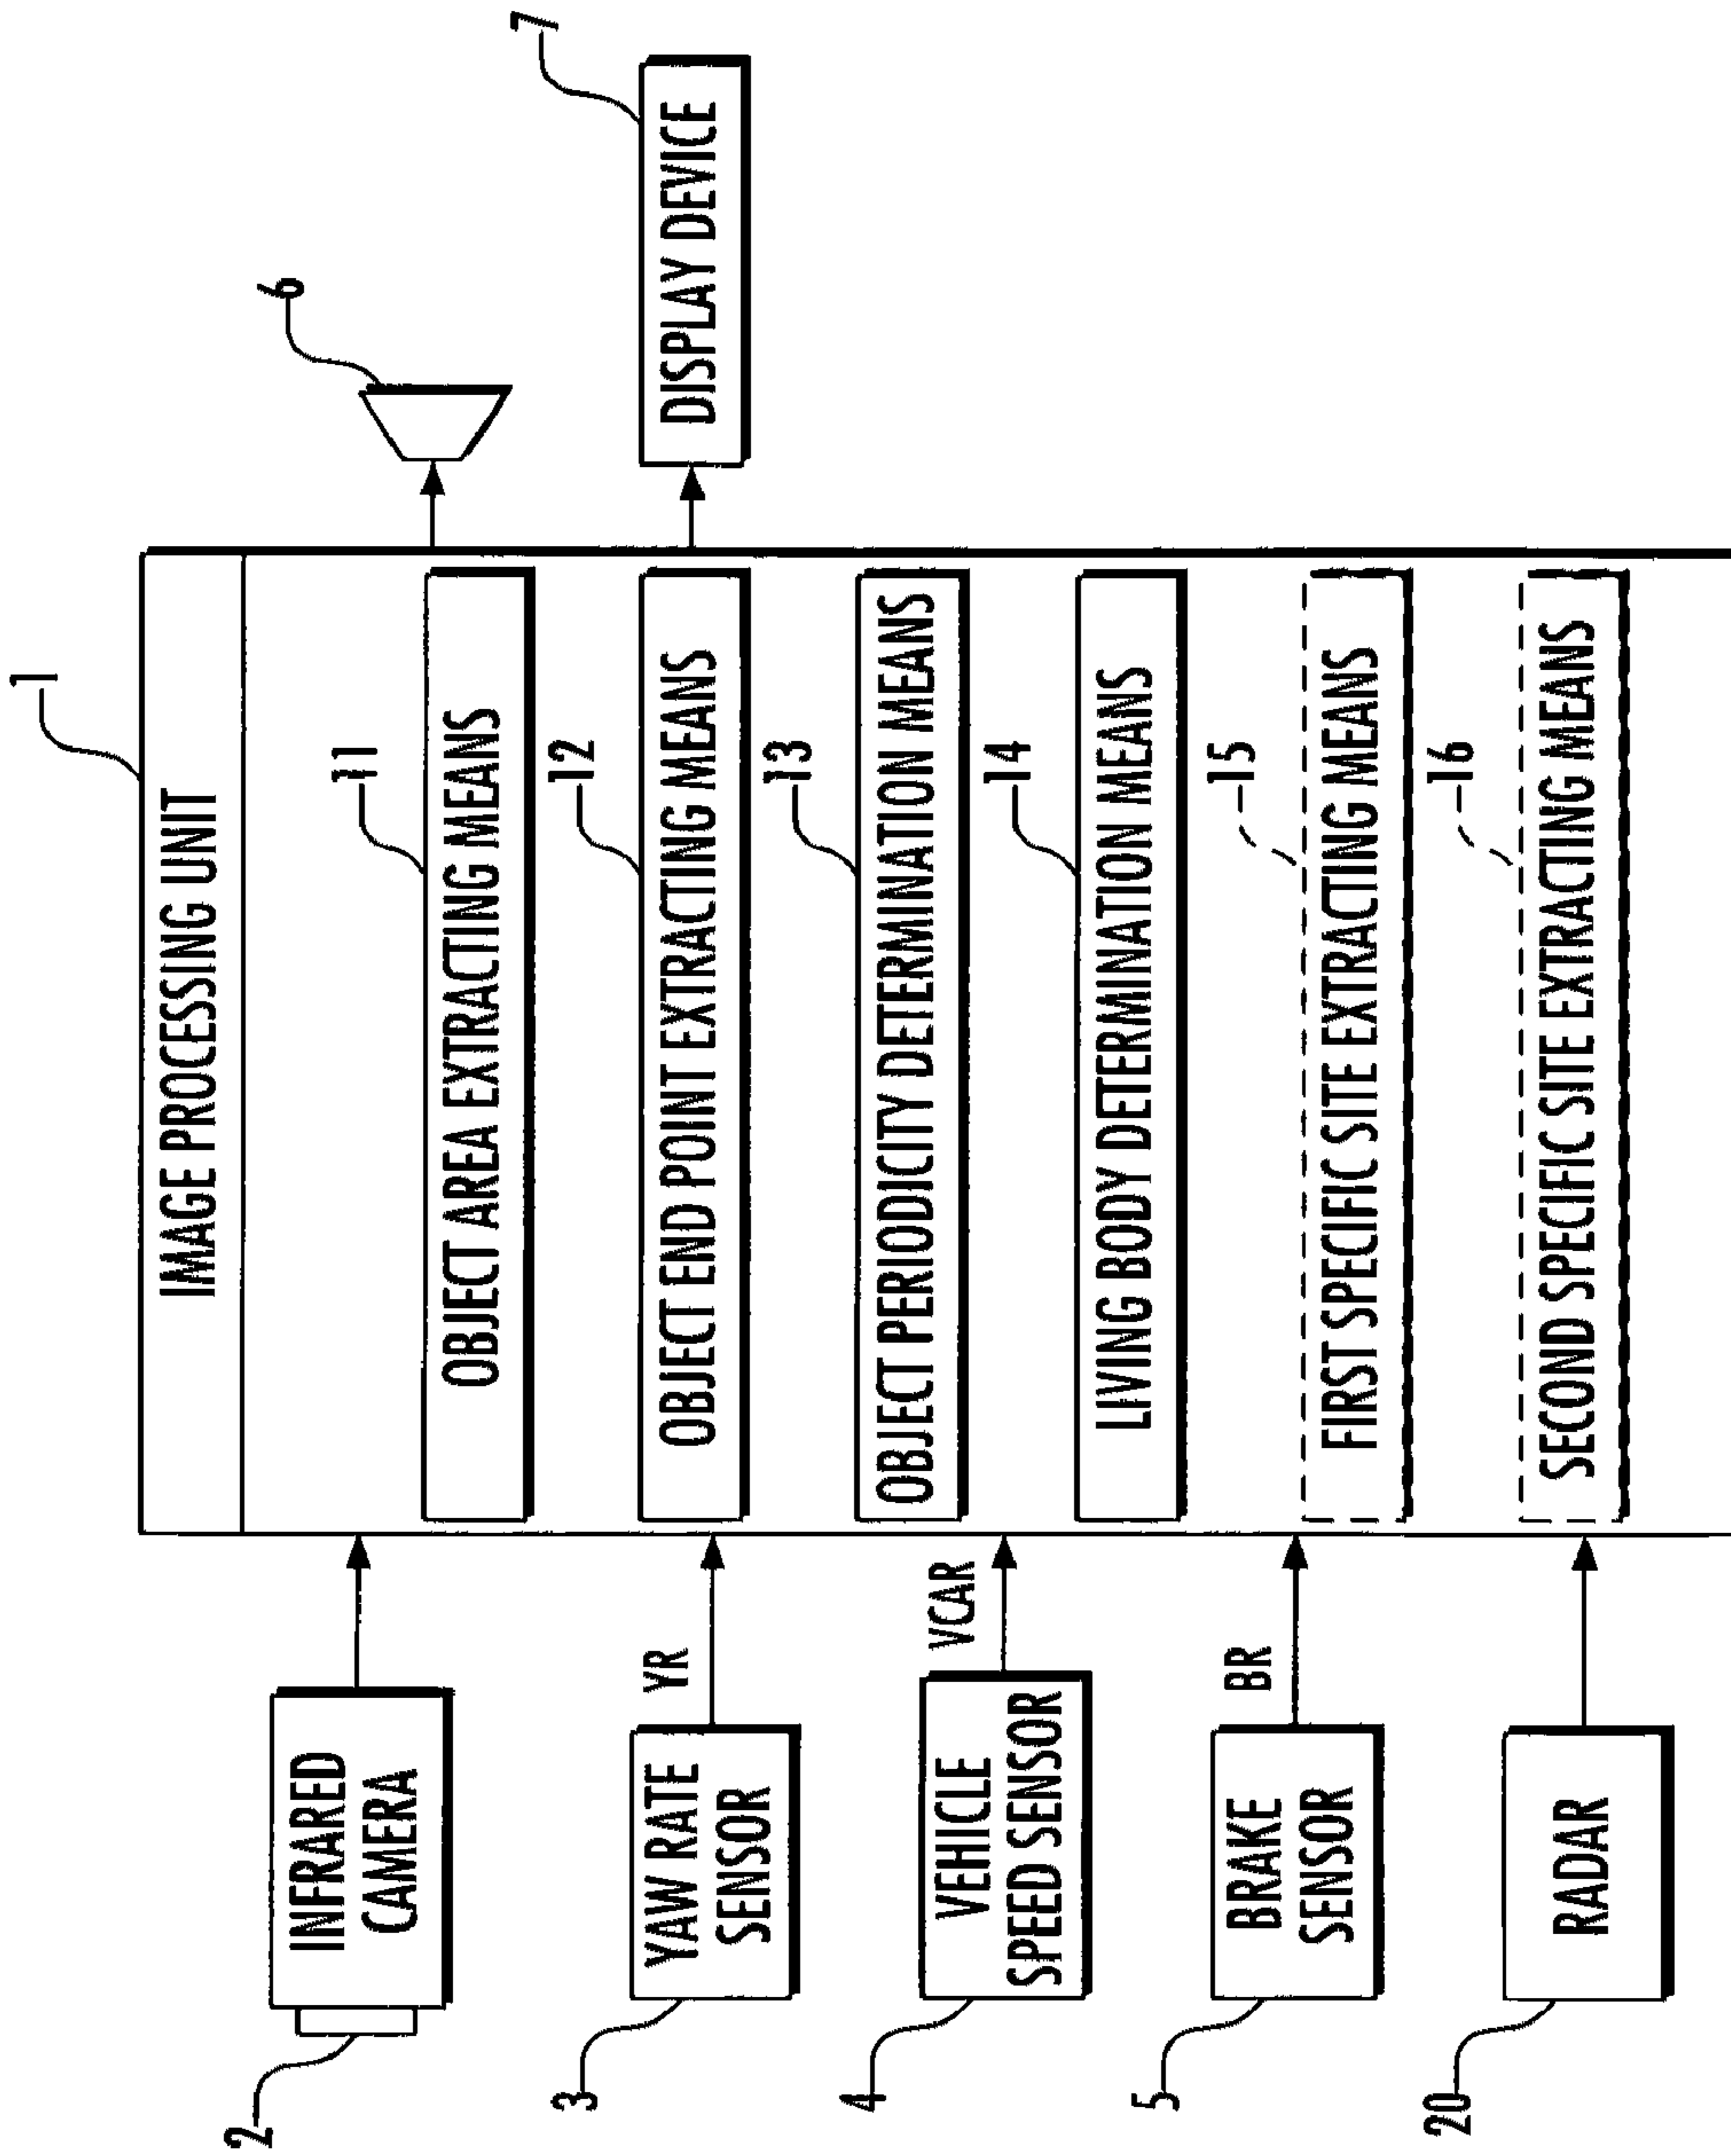 1
IMAGE PROCESSING UNIT
2
INFRARED
CAMERA
11
OBJECT AREA EXTRACTING MEANS
6
3
YAW RATE
SENSOR
YR
12
OBJECT END POINT EXTRACTING MEANS
7
DISPLAY DEVICE
4
VEHICLE
SPEED SENSOR
VCAR
13
OBJECT PERIODICITY DETERMINATION MEANS
14
LIVING BODY DETERMINATION MEANS
5
BRAKE
SENSOR
BR
15
FIRST SPECIFIC SITE EXTRACTING MEANS
20
RADAR
16
SECOND SPECIFIC SITE EXTRACTING MEANS